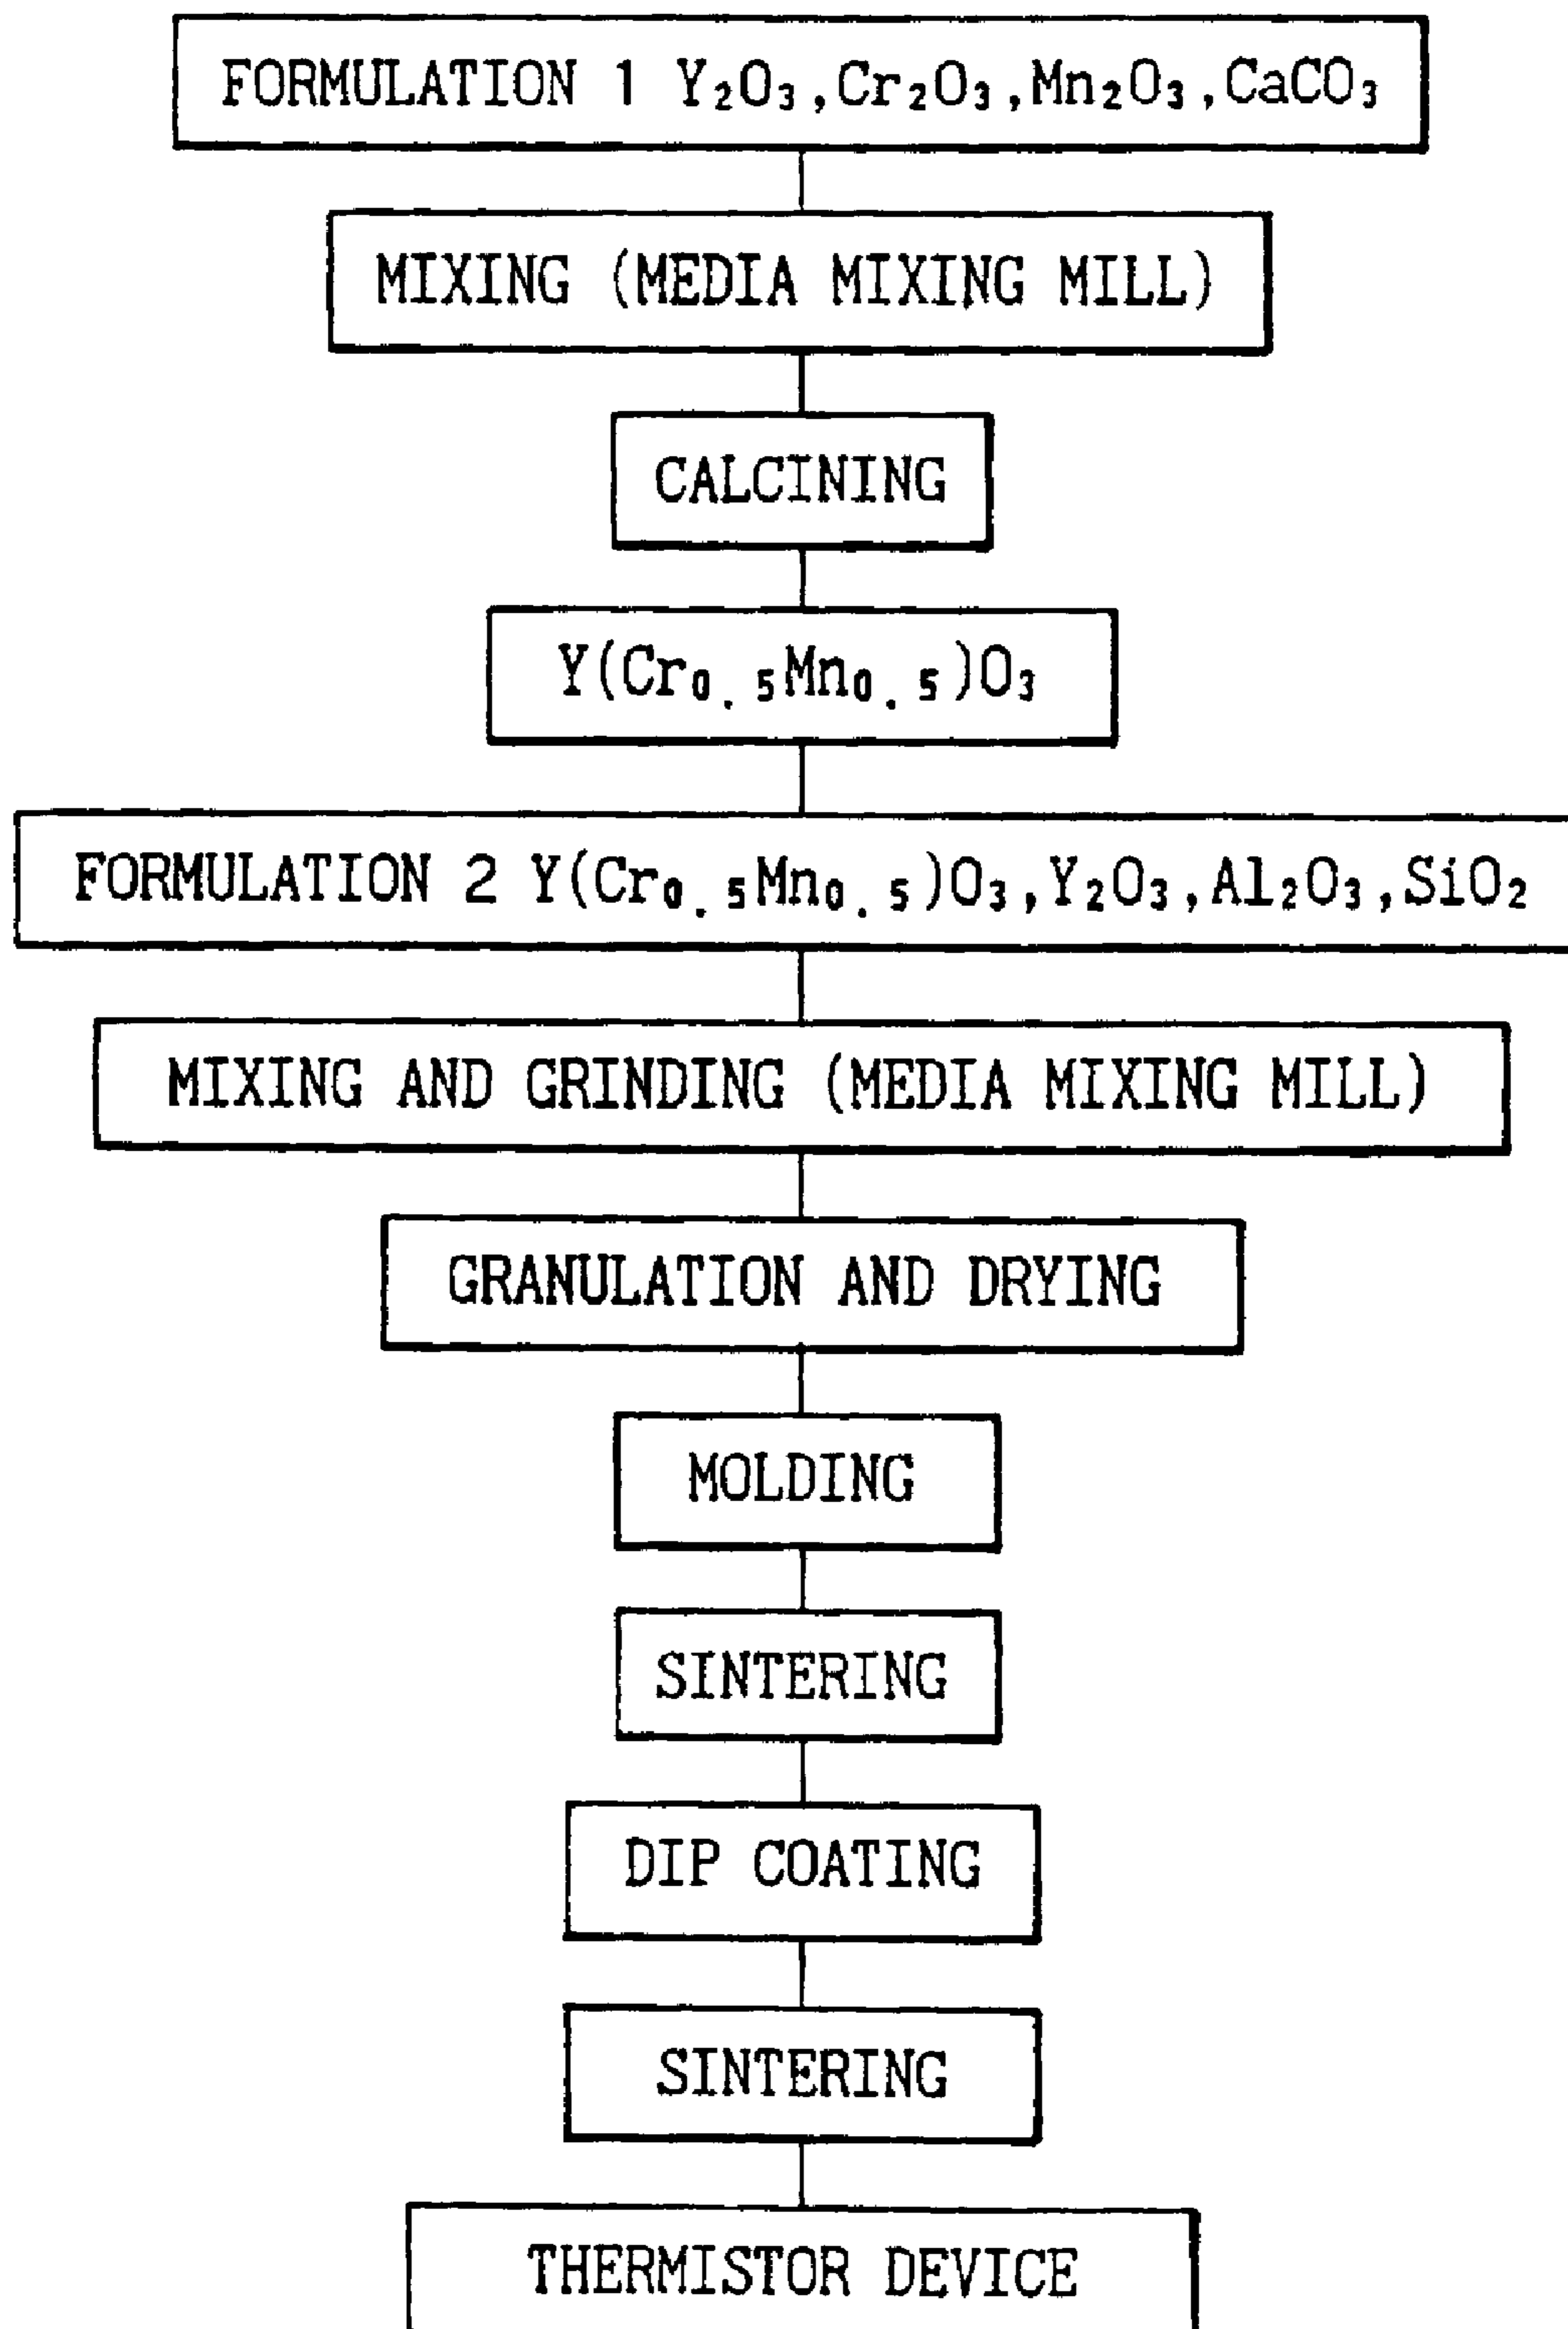 FORMULATION 1 Y₂O₃,Cr₂O₃,Mn₂O₃,CaCO₃
MIXING (MEDIA MIXING MILL)
CALCINING
Y(Cr₀.₅Mn₀.₅)O₃
FORMULATION 2 Y(Cr₀.₅Mn₀.₅)O₃,Y₂O₃,Al₂O₃,SiO₂
MIXING AND GRINDING (MEDIA MIXING MILL)
GRANULATION AND DRYING
MOLDING
SINTERING
DIP COATING
SINTERING
THERMISTOR DEVICE